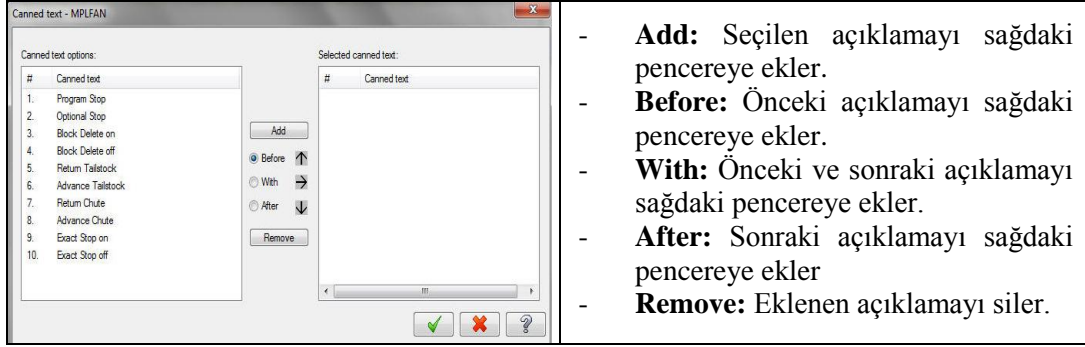 Canned text - MPLFAN
Canned text options:
# Canned text
1. Program Stop
2. Optional Stop
3. Block Delete on
4. Block Delete off
5. Return Tailstock
6. Advance Tailstock
7. Return Chute
8. Advance Chute
9. Exact Stop on
10. Exact Stop off
Add
Before
With
After
Remove
Selected canned text:
# Canned text
- Add: Seçilen açıklamayı sağdaki
pencereye ekler.
- Before: Önceki açıklamayı sağdaki
pencereye ekler.
- With: Önceki ve sonraki açıklamayı
sağdaki pencereye ekler.
- After: Sonraki açıklamayı sağdaki
pencereye ekler
- Remove: Eklenen açıklamayı siler.